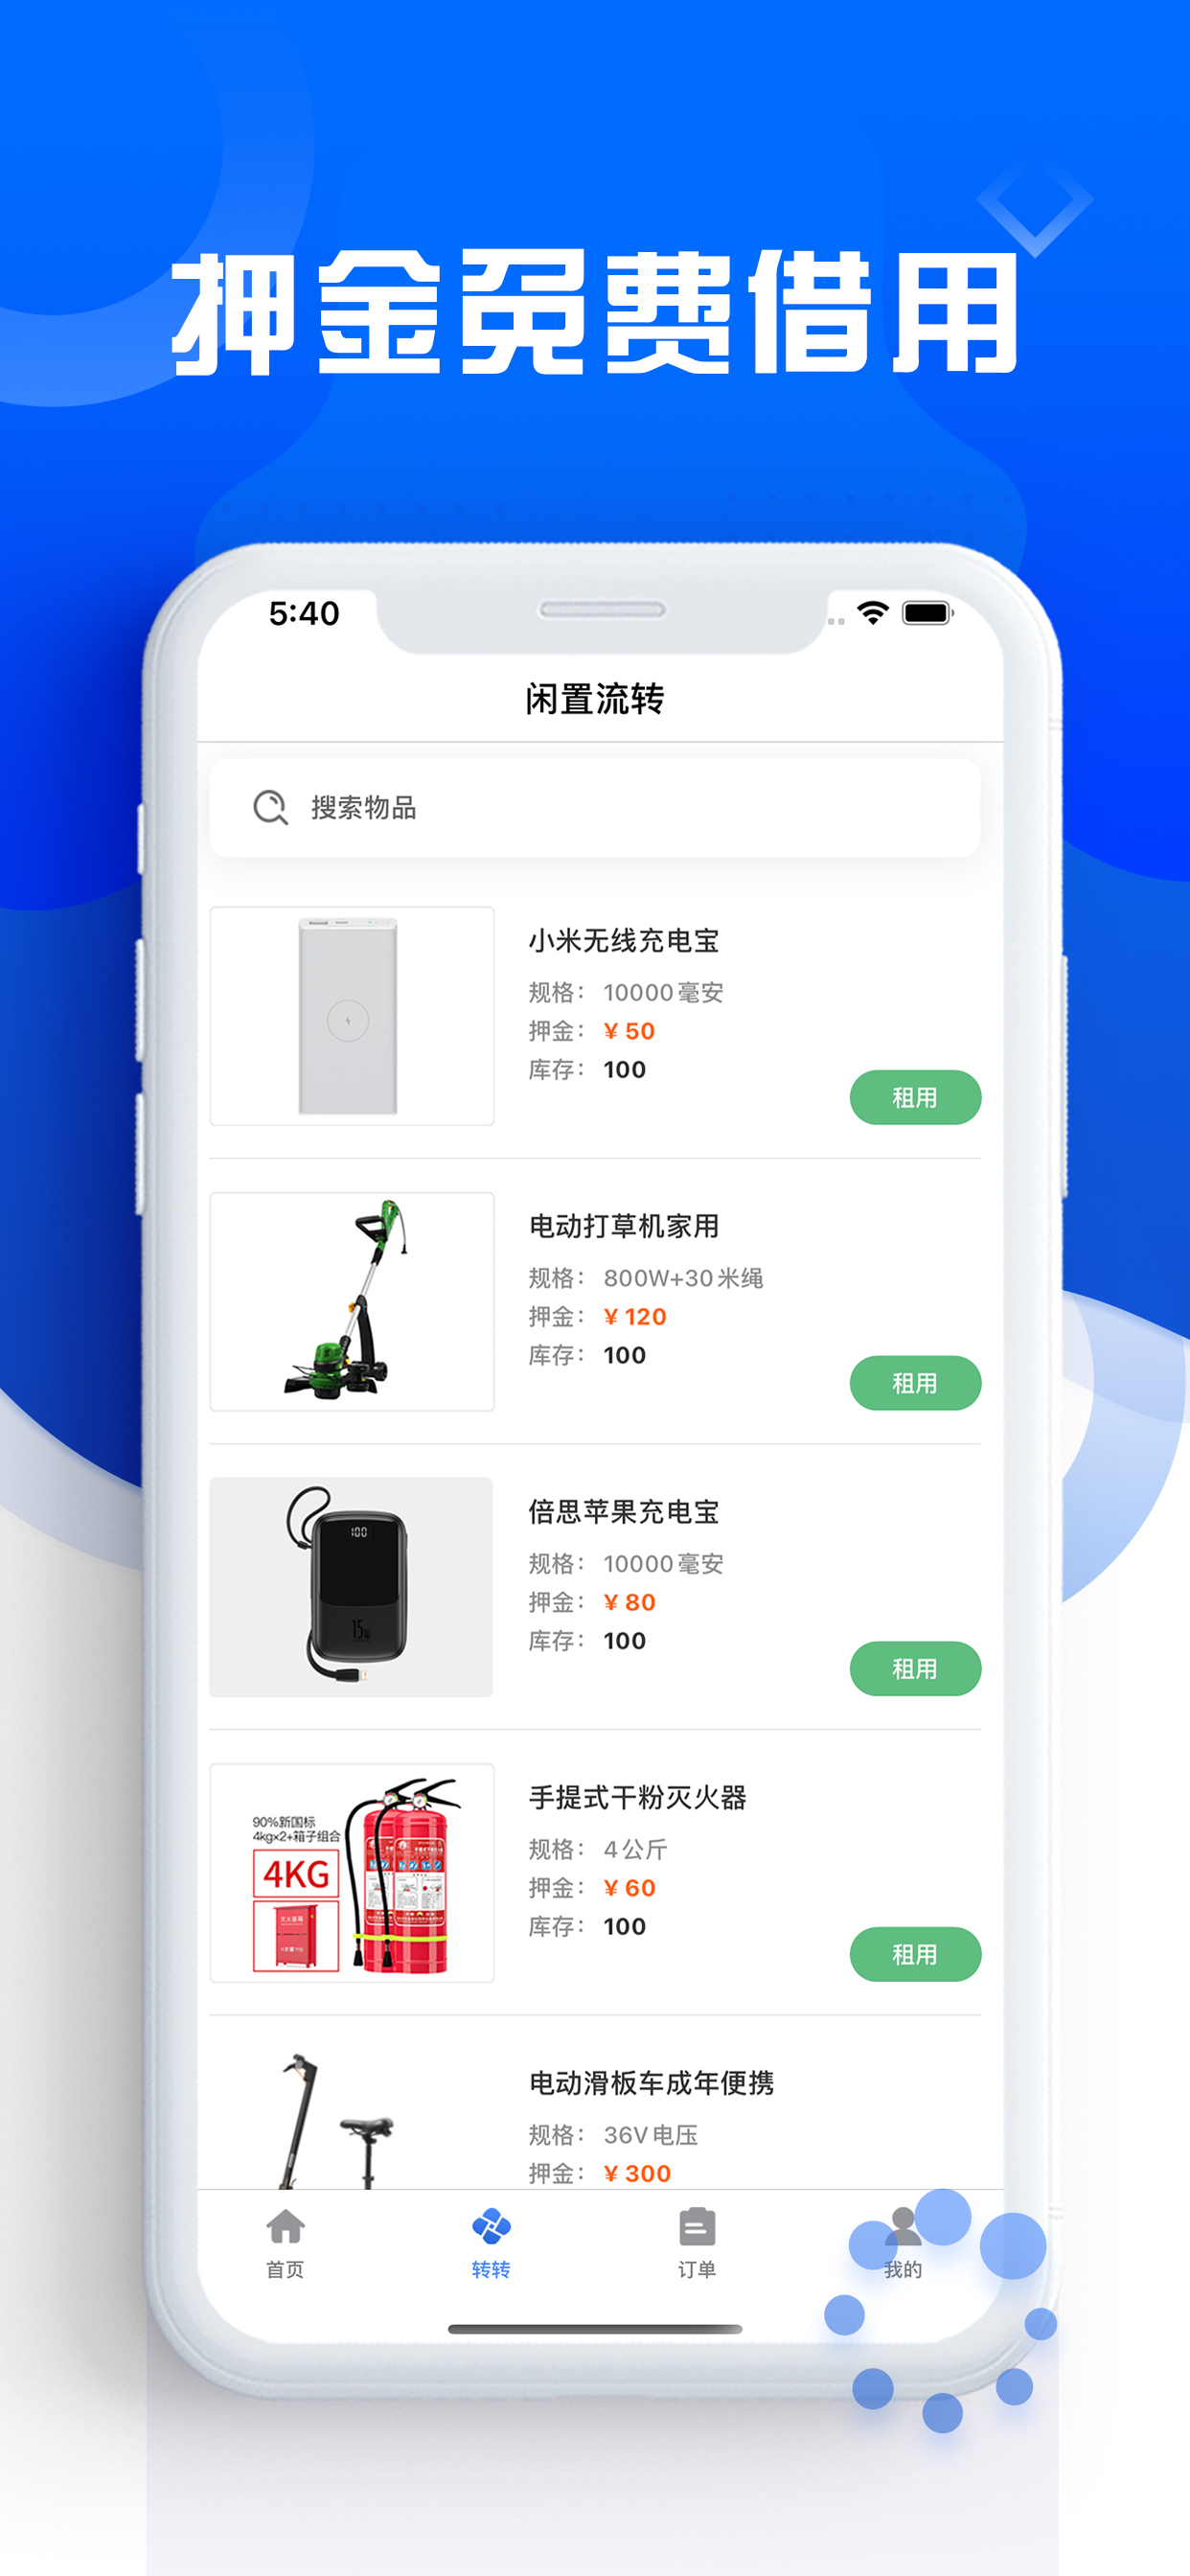 押金免费借用
5:40
闲置流转
搜索物品
小米无线充电宝
规格： 10000毫安
押金： ¥ 50
库存： 100
租用
电动打草机家用
规格： 800W+30米绳
押金： ¥ 120
库存： 100
租用
100
15w
倍思苹果充电宝
规格： 10000毫安
押金： ¥ 80
库存： 100
租用
90%新国标
4kg×2+箱子组合
4KG
手提式干粉灭火器
规格： 4公斤
押金： ¥ 60
库存： 100
租用
电动滑板车成年便携
规格： 36V电压
押金： ¥ 300
首页 转转 订单 我的